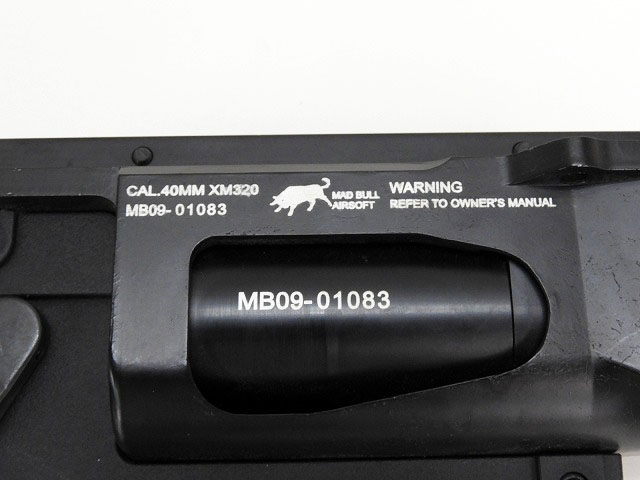 CAL.40MM XM320
MB09-01083
MAD BULL
AIRSOFT
WARNING
REFER TO OWNER'S MANUAL
MB09-01083